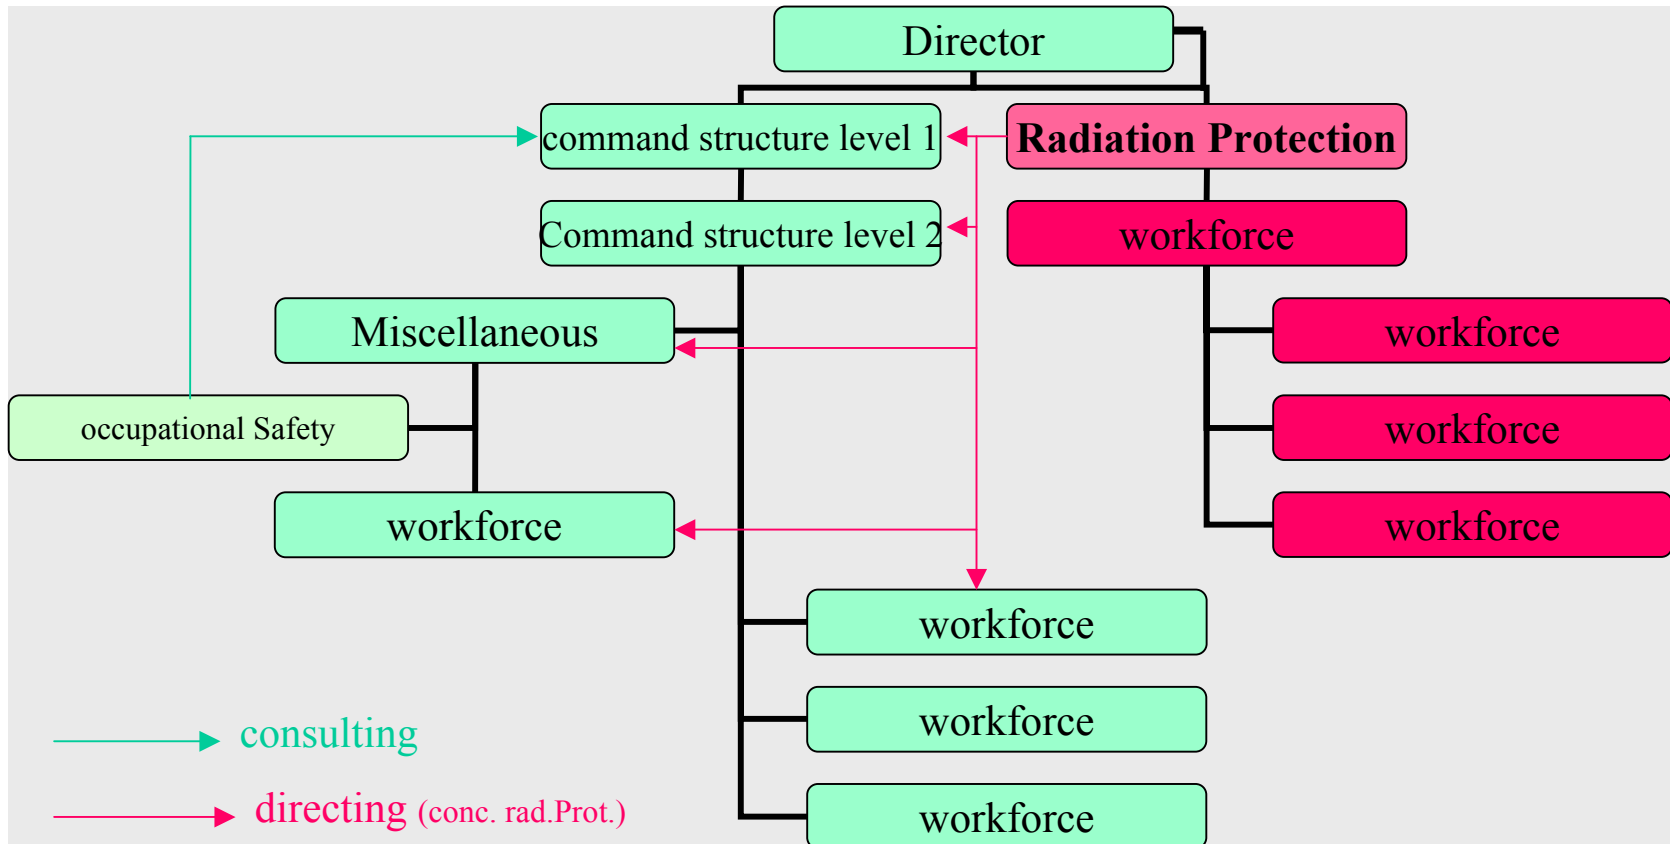 Director
command structure level 1
Radiation Protection
Command structure level 2
workforce
Miscellaneous
workforce
occupational Safety
workforce
workforce
workforce
workforce
workforce
consulting
directing (conc. rad.Prot.)
workforce